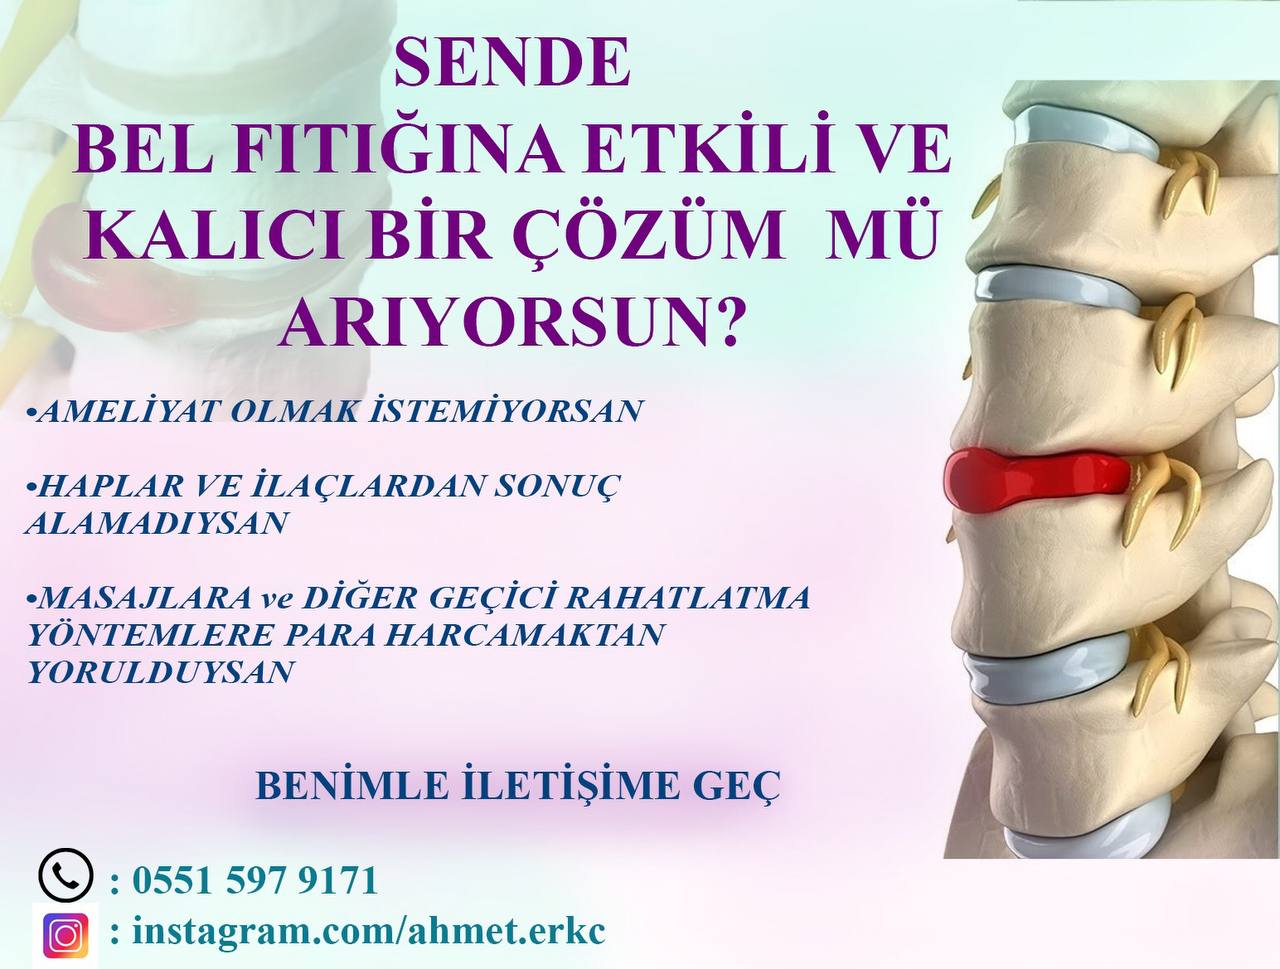 SENDE
BEL FITIĞINA ETKİLİ VE
KALICI BİR ÇÖZÜM MÜ
ARIYORSUN?
•AMELİYAT OLMAK İSTEMİYORSAN
•HAPLAR VE İLAÇLARDAN SONUÇ
ALAMADIYSAN
•MASAJLARA ve DİĞER GEÇİCİ RAHATLATMA
YÖNTEMLERE PARA HARCAMAKTAN
YORULDUYSAN
BENİMLE İLETİŞİME GEÇ
: 0551 597 9171
: instagram.com/ahmet.erkc